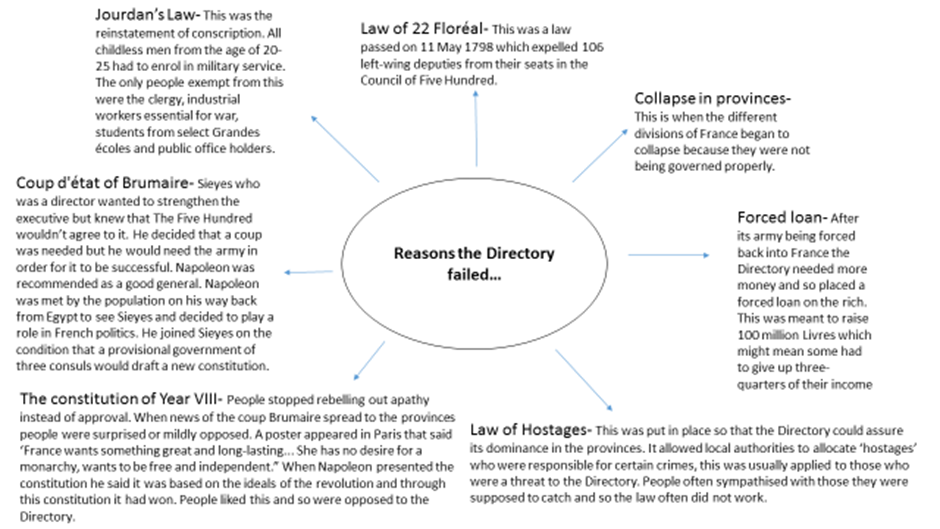 Jourdan's Law- This was the
reinstatement of conscription. All
childless men from the age of 20-
25 had to enrol in military service.
The only people exempt from this
were the clergy, industrial
workers essential for war,
students from select Grandes
écoles and public office holders.
Law of 22 Floréal- This was a law
passed on 11 May 1798 which expelled 106
left-wing deputies from their seats in the
Council of Five Hundred.
Collapse in provinces-
This is when the different
divisions of France began to
collapse because they were not
being governed properly.
Coup d'état of Brumaire- Sieyes who
was a director wanted to strengthen the
executive but knew that The Five Hundred
wouldn't agree to it. He decided that a coup
was needed but he would need the army in
order for it to be successful. Napoleon was
recommended as a good general. Napoleon
was met by the population on his way back
from Egypt to see Sieyes and decided to play a
role in French politics. He joined Sieyes on the
condition that a provisional government of
three consuls would draft a new constitution.
Reasons the Directory
failed...
Forced loan- After
its army being forced
back into France the
Directory needed more
money and so placed a
forced loan on the rich.
This was meant to raise
100 million Livres which
might mean some had
to give up three-
quarters of their income
The constitution of Year VIII- People stopped rebelling out apathy
instead of approval. When news of the coup Brumaire spread to the provinces
people were surprised or mildly opposed. A poster appeared in Paris that said
'France wants something great and long-lasting... She has no desire for a
monarchy, wants to be free and independent." When Napoleon presented the
constitution he said it was based on the ideals of the revolution and through
this constitution it had won. People liked this and so were opposed to the
Directory.
Law of Hostages- This was put in place so that the Directory could assure
its dominance in the provinces. It allowed local authorities to allocate 'hostages'
who were responsible for certain crimes, this was usually applied to those who
were a threat to the Directory. People often sympathised with those they were
supposed to catch and so the law often did not work.